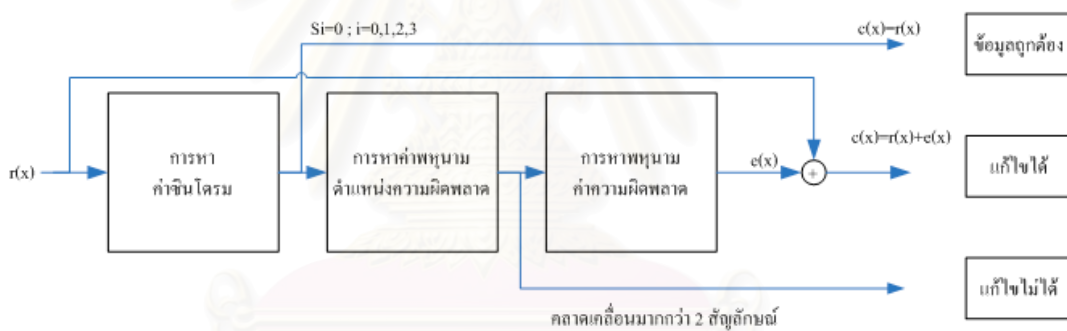 Si=0 ; i=0,1,2,3
c(x)=r(x)
ข้อมูลถูกต้อง
r(x)
การหา
ค่าซินโดรม
การหาค่าพหุนาม
ตำแหน่งความผิดพลาด
การหาพหุนาม
ค่าความผิดพลาด
e(x)
+
c(x)=r(x)+e(x)
แก้ไขได้
คลาดเคลื่อนมากกว่า 2 สัญลักษณ์
แก้ไขไม่ได้